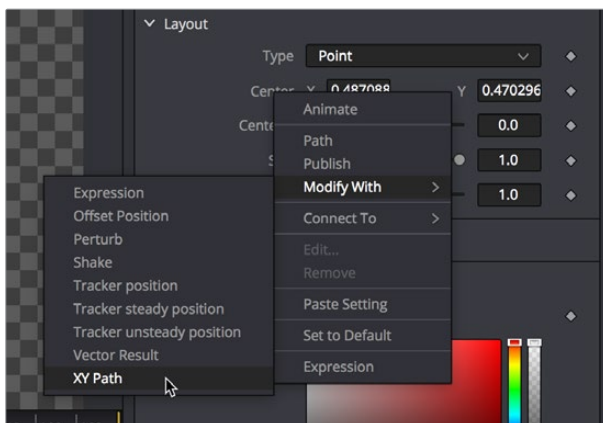 Layout
Type Point
Center X 0.487088 Y 0.470296
Animate
0.0
Path
Publish
1.0
Modify With
1.0
Connect To
Edit...
Remove
Paste Setting
Set to Default
Expression
Expression
Offset Position
Perturb
Shake
Tracker position
Tracker steady position
Tracker unsteady position
Vector Result
XY Path